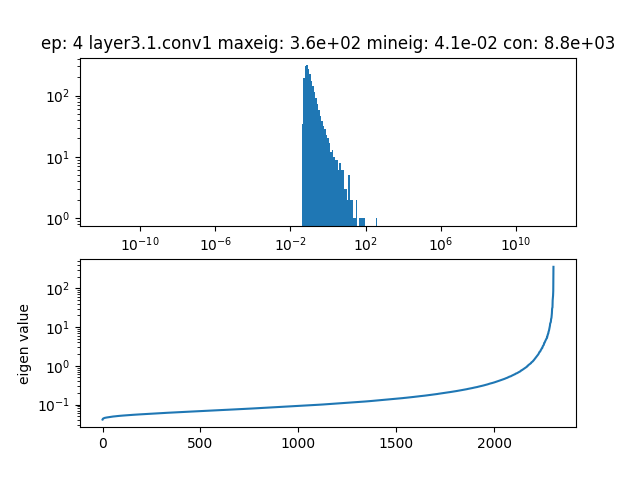 ep: 4 layer3.1.conv1 maxeig: 3.6e+02 mineig: 4.1e-02 con: 8.8e+03
10²
10¹
10⁰
10⁻¹⁰ 10⁻⁶ 10⁻² 10² 10⁶ 10¹⁰
eigen value
10²
10¹
10⁰
10⁻¹
0 500 1000 1500 2000